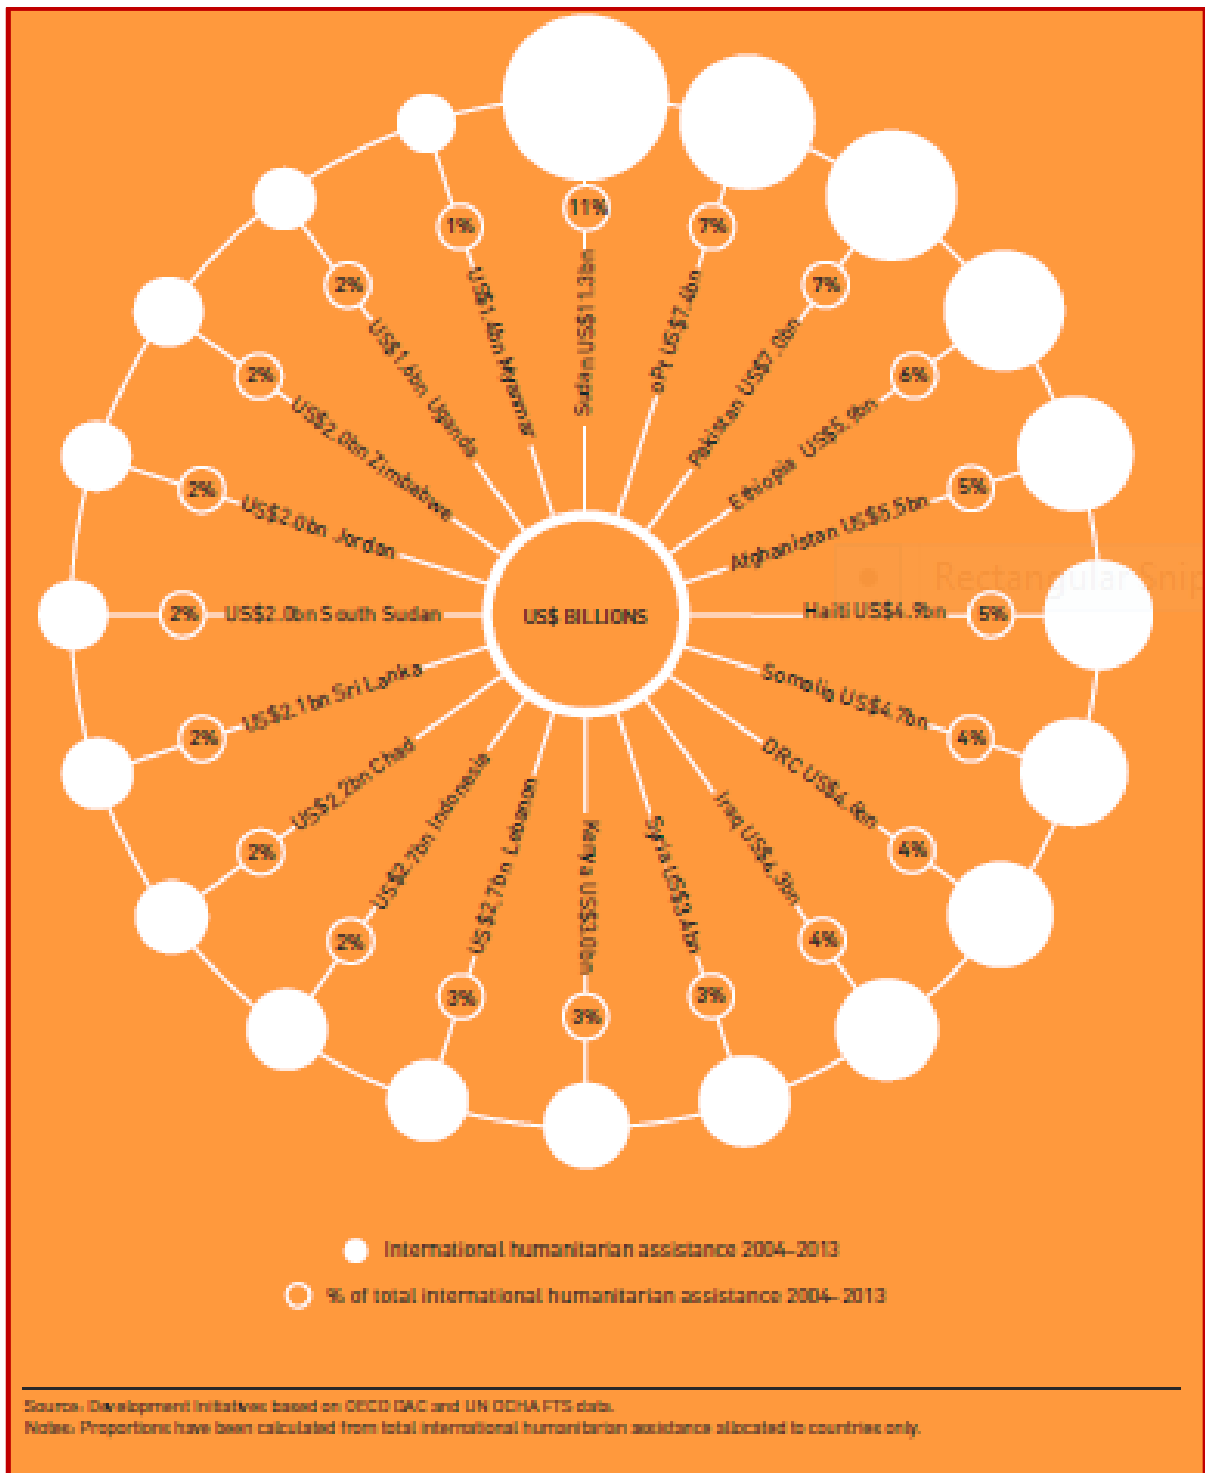 11%
Sudan US$11.3bn
7%
oPt US$7.4bn
7%
Pakistan US$7.0bn
6%
Ethiopia US$5.9bn
5%
Afghanistan US$5.5bn
5%
Haiti US$4.9bn
4%
Somalia US$4.7bn
4%
DRC US$4.8bn
4%
Iraq US$4.3bn
3%
Syria US$3.4bn
3%
Kenya US$3.0bn
3%
US$2.7bn Lebanon
2%
US$2.7bn Indonesia
2%
US$2.2bn Chad
2%
US$2.1bn Sri Lanka
2%
US$2.0bn South Sudan
2%
US$2.0bn Jordan
2%
US$2.0bn Zimbabwe
2%
US$1.6bn Uganda
1%
US$1.4bn Myanmar
US$ BILLIONS
Rectangular Snip
International humanitarian assistance 2004–2013
% of total international humanitarian assistance 2004–2013
Source: Development Initiatives based on OECD DAC and UN OCHA FTS data.
Notes: Proportions have been calculated from total international humanitarian assistance allocated to countries only.